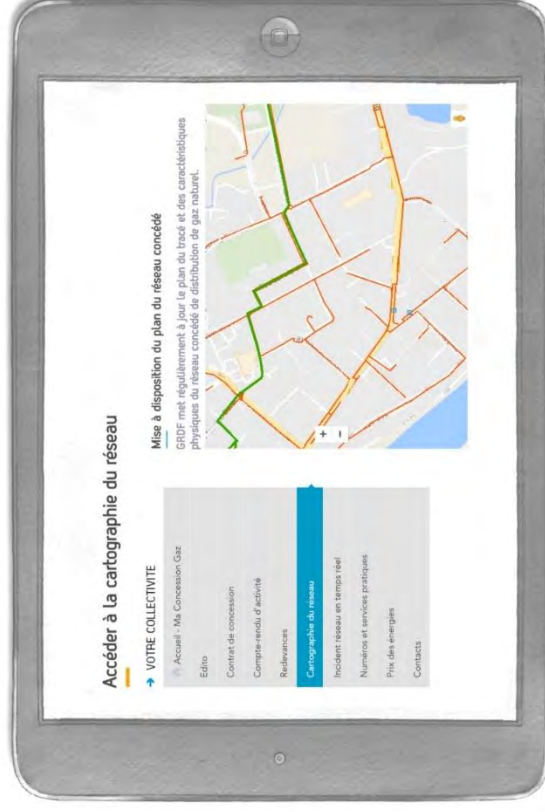 Accéder à la cartographie du réseau
→ VOTRE COLLECTIVITE
Accueil - Ma Concession Gaz
Edito
Contrat de concession
Compte-rendu d'activité
Redevances
Cartographie du réseau
Incident réseau en temps réel
Numéros et services pratiques
Prix des énergies
Contacts
Mise à disposition du plan du réseau concédé
GRDF met régulièrement à jour le plan du tracé et des caractéristiques
physiques du réseau concédé de distribution de gaz naturel.
+
−